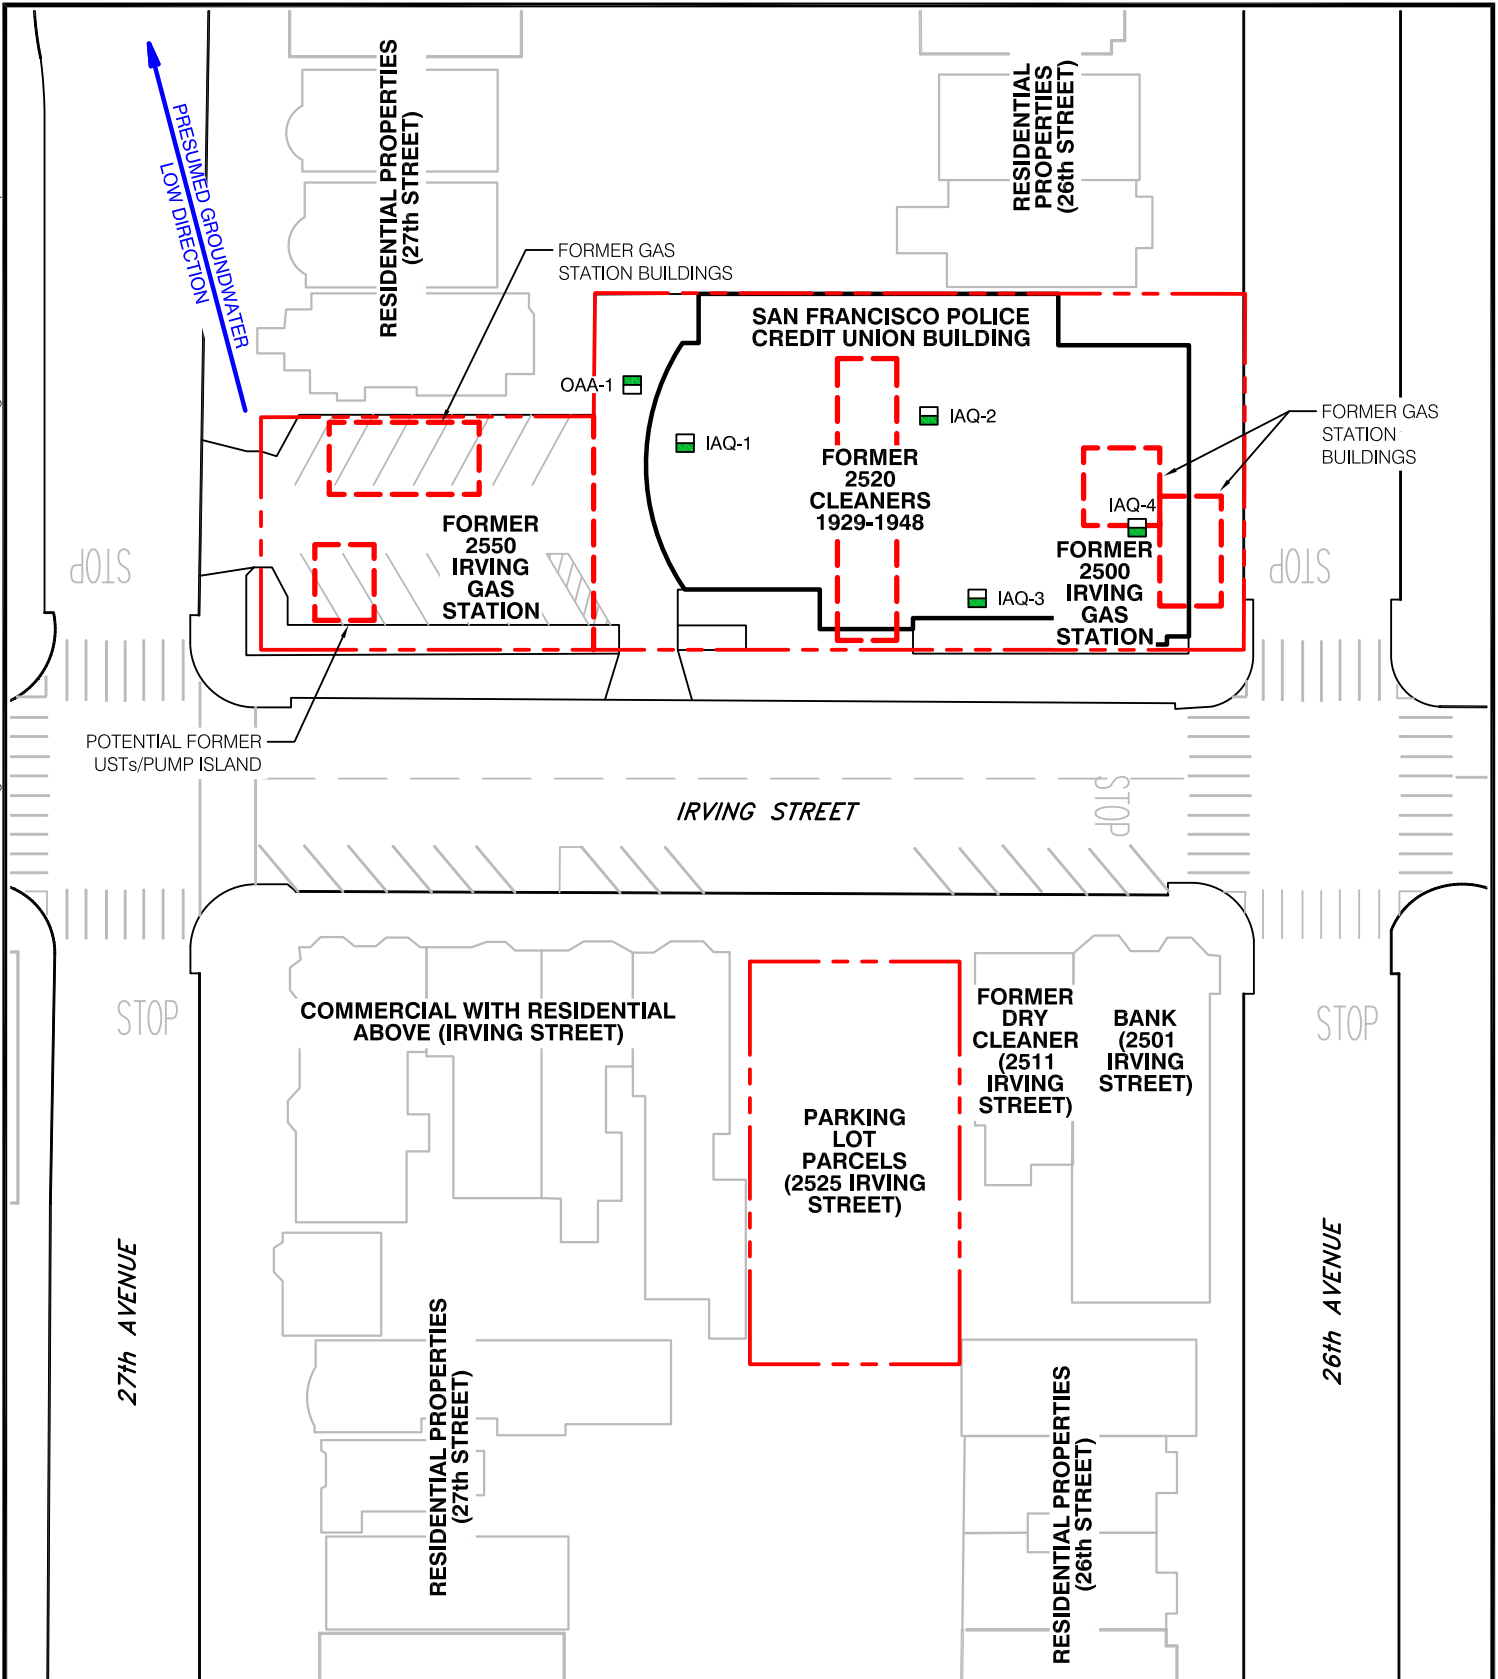 RESIDENTIAL PROPERTIES
(27th STREET)
RESIDENTIAL
PROPERTIES
(26th STREET)
PRESUMED GROUNDWATER
LOW DIRECTION
FORMER GAS
STATION BUILDINGS
SAN FRANCISCO POLICE
CREDIT UNION BUILDING
OAA-1
IAQ-1
IAQ-2
FORMER
2520
CLEANERS
1929-1948
FORMER GAS
STATION
BUILDINGS
IAQ-4
FORMER
2550
IRVING
GAS
STATION
FORMER
2500
IRVING
GAS
STATION
IAQ-3
STOP
STOP
POTENTIAL FORMER
USTs/PUMP ISLAND
IRVING STREET
STOP
COMMERCIAL WITH RESIDENTIAL
ABOVE (IRVING STREET)
FORMER
DRY
CLEANER
(2511
IRVING
STREET)
BANK
(2501
IRVING
STREET)
STOP
STOP
PARKING
LOT
PARCELS
(2525 IRVING
STREET)
27th AVENUE
26th AVENUE
RESIDENTIAL PROPERTIES
(27th STREET)
RESIDENTIAL PROPERTIES
(26th STREET)